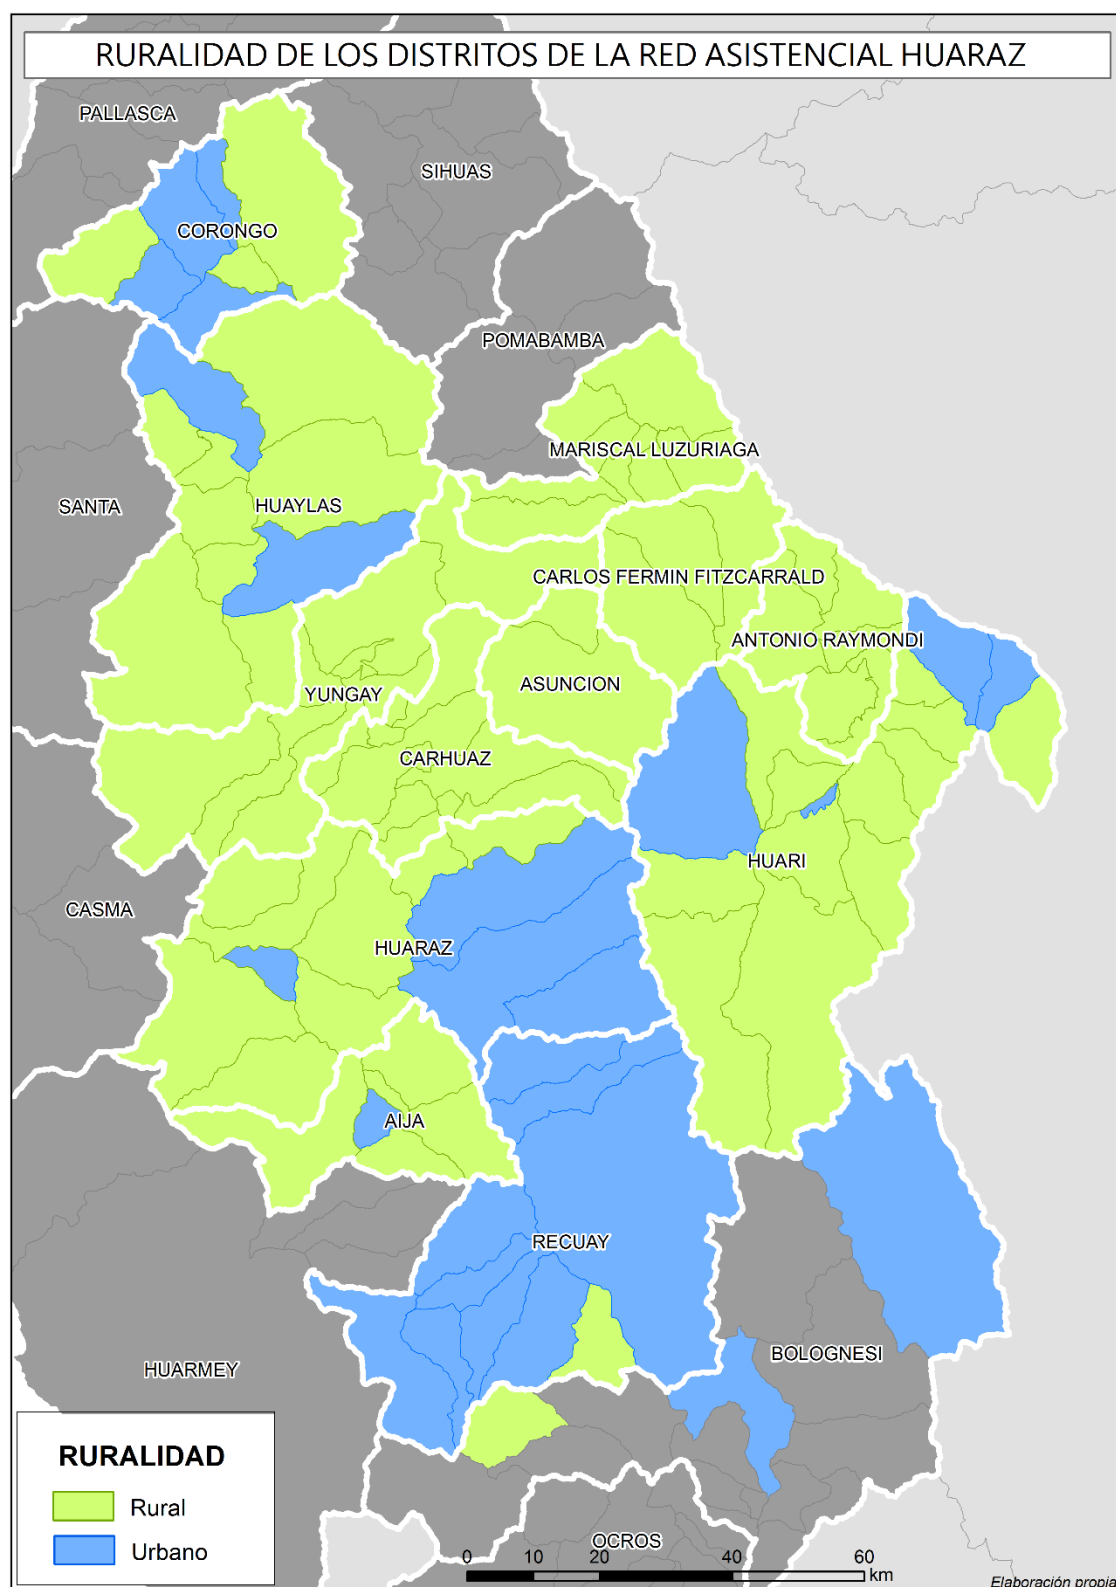 RURALIDAD DE LOS DISTRITOS DE LA RED ASISTENCIAL HUARAZ
PALLASCA
SIHUAS
CORONGO
POMABAMBA
MARISCAL LUZURIAGA
SANTA
HUAYLAS
CARLOS FERMIN FITZCARRALD
ANTONIO RAYMONDI
ASUNCION
YUNGAY
CARHUAZ
HUARI
CASMA
HUARAZ
AIJA
RECUAY
BOLOGNESI
HUARMEY
RURALIDAD
Rural
Urbano
OCROS
0 10 20 40 60
km
Elaboración propia